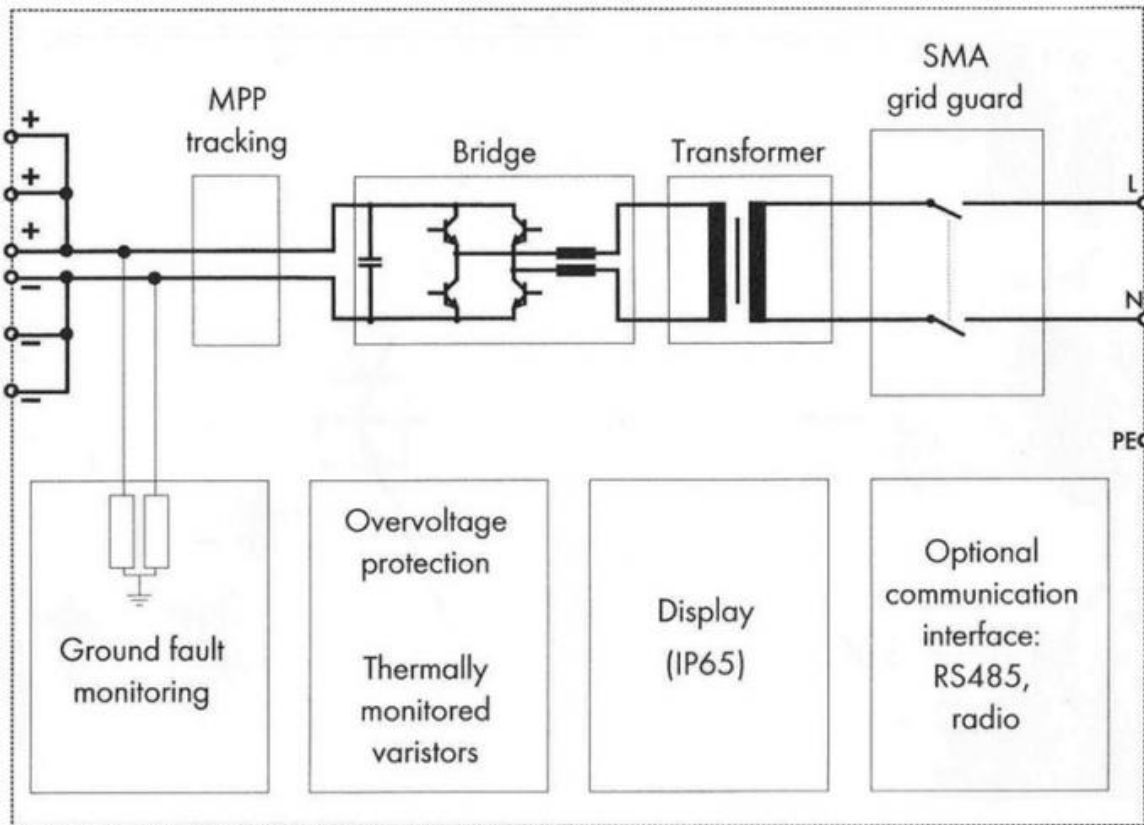 MPP
tracking
Bridge
Transformer
SMA
grid guard
+
+
+
–
–
–
L
N
PE
Ground fault
monitoring
Overvoltage
protection
Thermally
monitored
varistors
Display
(IP65)
Optional
communication
interface:
RS485,
radio